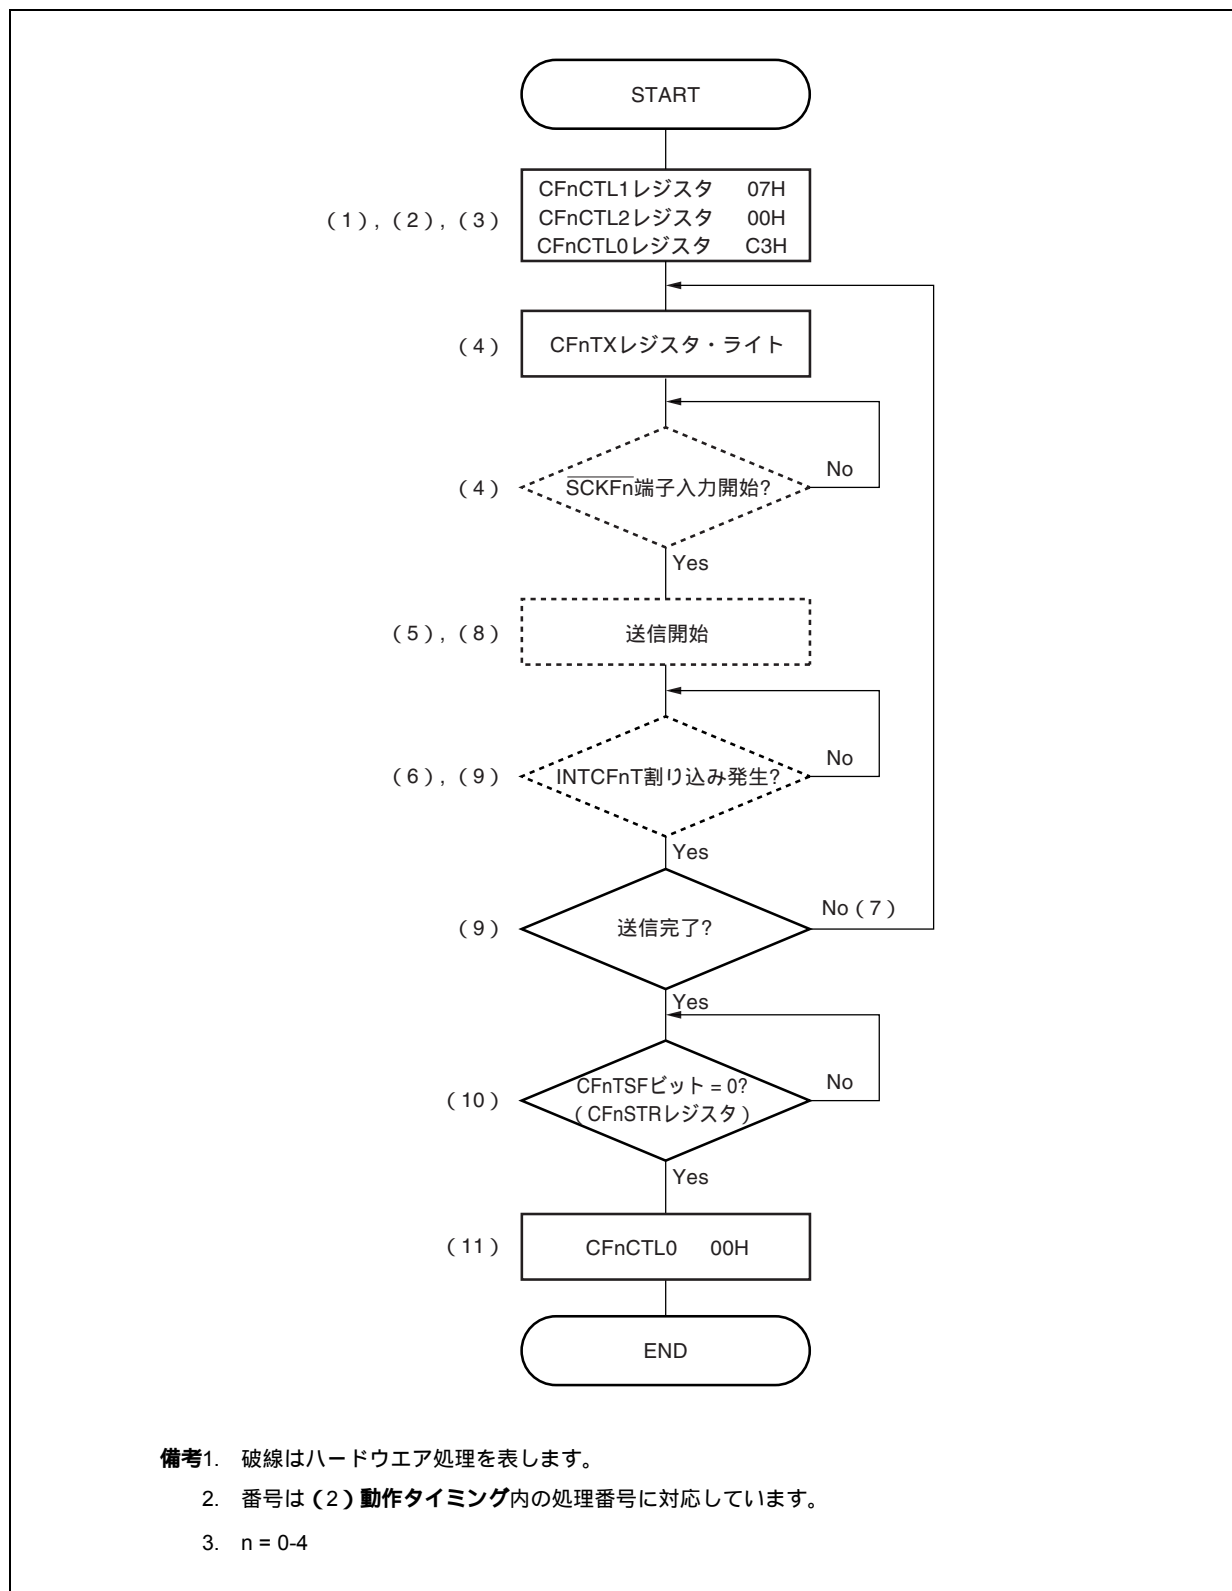 START
(1), (2), (3)
CFnCTL1レジスタ 07H
CFnCTL2レジスタ 00H
CFnCTL0レジスタ C3H
(4)
CFnTXレジスタ・ライト
(4)
SCKFn端子入力開始?
No
Yes
(5), (8)
送信開始
(6), (9)
INTCFnT割り込み発生?
No
Yes
(9)
送信完了?
No(7)
Yes
(10)
CFnTSFビット = 0?
(CFnSTRレジスタ)
No
Yes
(11)
CFnCTL0 00H
END
備考1. 破線はハードウエア処理を表します。
2. 番号は(2)動作タイミング内の処理番号に対応しています。
3. n = 0-4